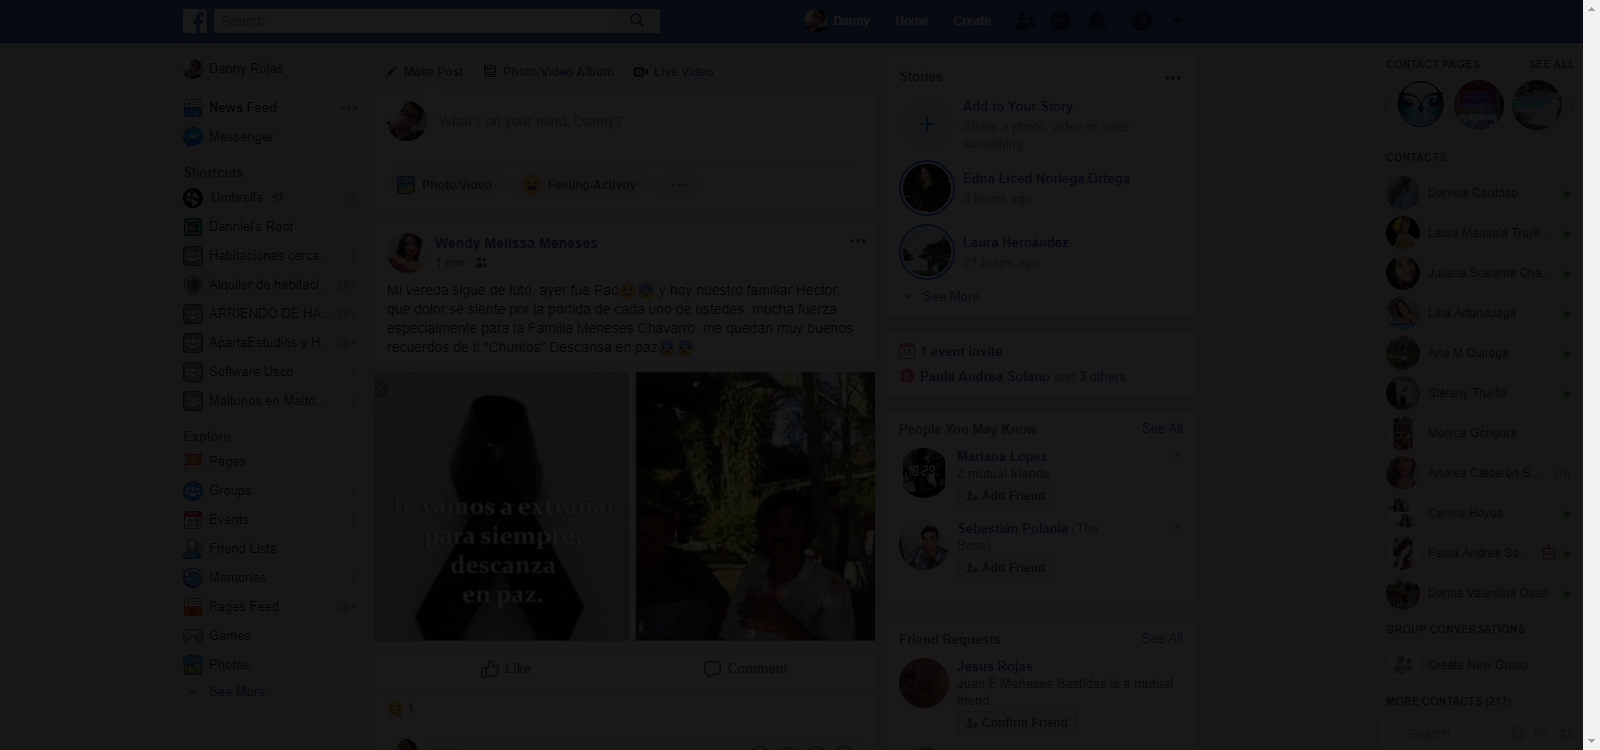 Search
Danny
Home
Create
Danny Rojas
News Feed
Messenger
Shortcuts
Umbrella.
2
Danniel's Root
Habitaciones cerca...
Alquiler de habitaci...
20+
ARRIENDO DE HA...
20+
ApartaEstudios y H...
20+
Software Usco
1
Maitunos en Maito,...
3
Explore
Pages
Groups
1
Events
Friend Lists
Memories
1
Pages Feed
20+
Games
Photos
See More...
Make Post
Photo/Video Album
Live Video
What's on your mind, Danny?
Photo/Video
Feeling/Activity
Wendy Melissa Meneses
1 min
Mi vereda sigue de luto. ayer fue Pao y hoy nuestro familiar Hector.
que dolor se siente por la partida de cada uno de ustedes, mucha fuerza
especialmente para la Familia Meneses Chavarro, me quedan muy buenos
recuerdos de ti "Churitos" Descansa en paz
Te vamos a extrañar
para siempre,
descanza
en paz.
Like
Comment
1
Stories
Add to Your Story
Share a photo, video or write
something
Edna Liced Noriega Ortega
8 hours ago
Laura Hernández
21 hours ago
See More
1 event invite
Paula Andrea Solano and 3 others
People You May Know
See All
Mariana Lopez
2 mutual friends
Add Friend
10:29
Sebastián Polania (The
Boss)
Add Friend
Friend Requests
See All
Jesus Rojas
Juan F Meneses Bastidas is a mutual
friend.
Confirm Friend
CONTACT PAGES
SEE ALL
CONTACTS
Daniela Cardoso
Laura Manuela Trujill...
Juliana Scalante Cha...
Lina Artunduaga
Ana M Quiroga
Stefany Trujillo
Mónica Góngora
Andrea Calderón S...
17h
Camila Hoyos
Paula Andrea So...
Danna Valentina Osso
GROUP CONVERSATIONS
Create New Group
MORE CONTACTS (217)
Search